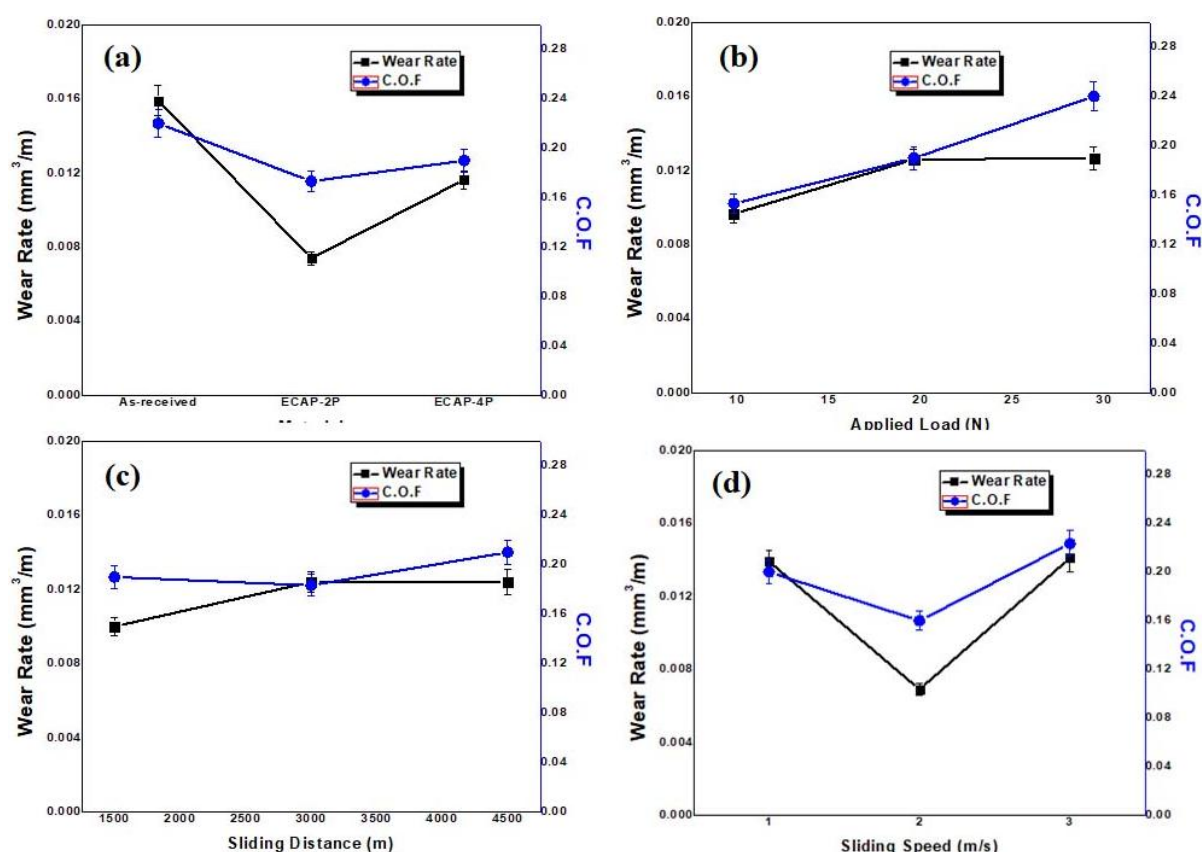 (a)
Wear Rate
C.O.F
Wear Rate (mm³/m)
0.020
0.016
0.012
0.008
0.004
0.000
0.28
0.24
0.20
0.16
0.12
0.08
0.04
0.00
C.O.F
As-received ECAP-2P ECAP-4P
(b)
Wear Rate
C.O.F
Wear Rate (mm³/m)
0.020
0.016
0.012
0.008
0.004
0.000
0.28
0.24
0.20
0.16
0.12
0.08
0.04
0.00
C.O.F
10 15 20 25 30
Applied Load (N)
(c)
Wear Rate
C.O.F
Wear Rate (mm³/m)
0.020
0.016
0.012
0.008
0.004
0.000
0.28
0.24
0.20
0.16
0.12
0.08
0.04
0.00
C.O.F
1500 2000 2500 3000 3500 4000 4500
Sliding Distance (m)
(d)
Wear Rate
C.O.F
Wear Rate (mm³/m)
0.020
0.016
0.012
0.008
0.004
0.000
0.28
0.24
0.20
0.16
0.12
0.08
0.04
0.00
C.O.F
1 2 3
Sliding Speed (m/s)